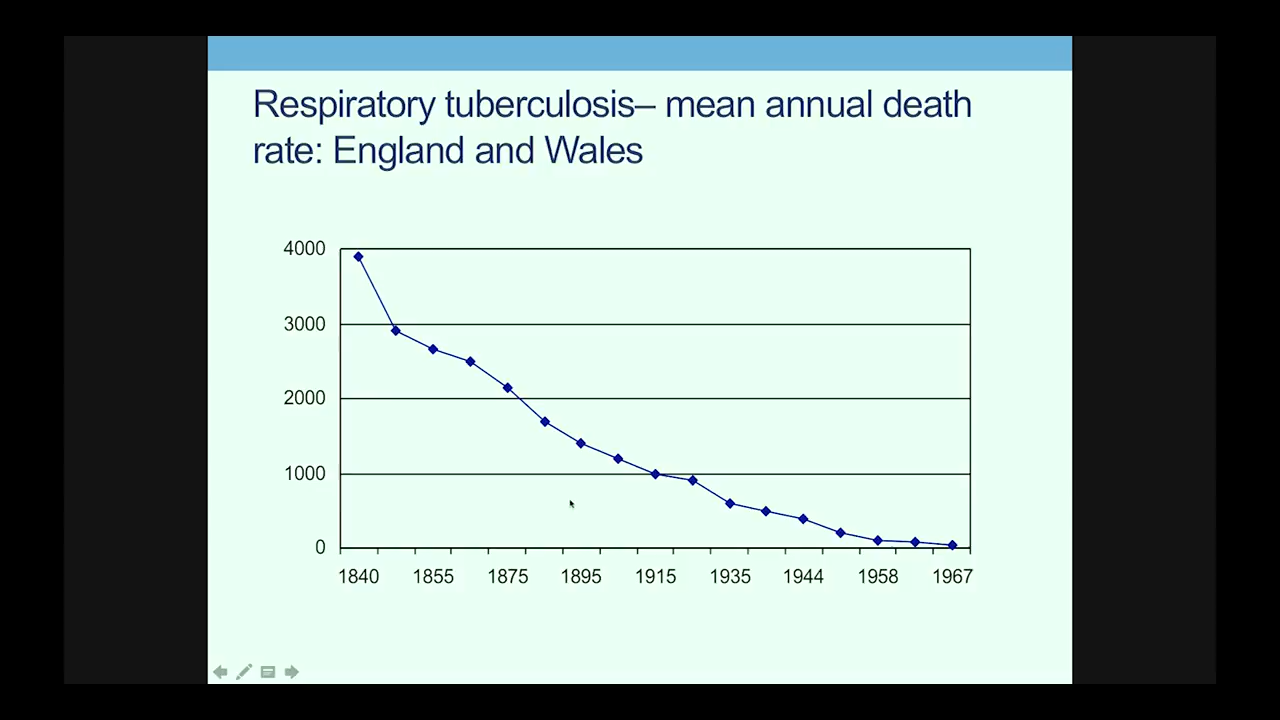 Respiratory tuberculosis– mean annual death
rate: England and Wales
4000
3000
2000
1000
0
1840 1855 1875 1895 1915 1935 1944 1958 1967